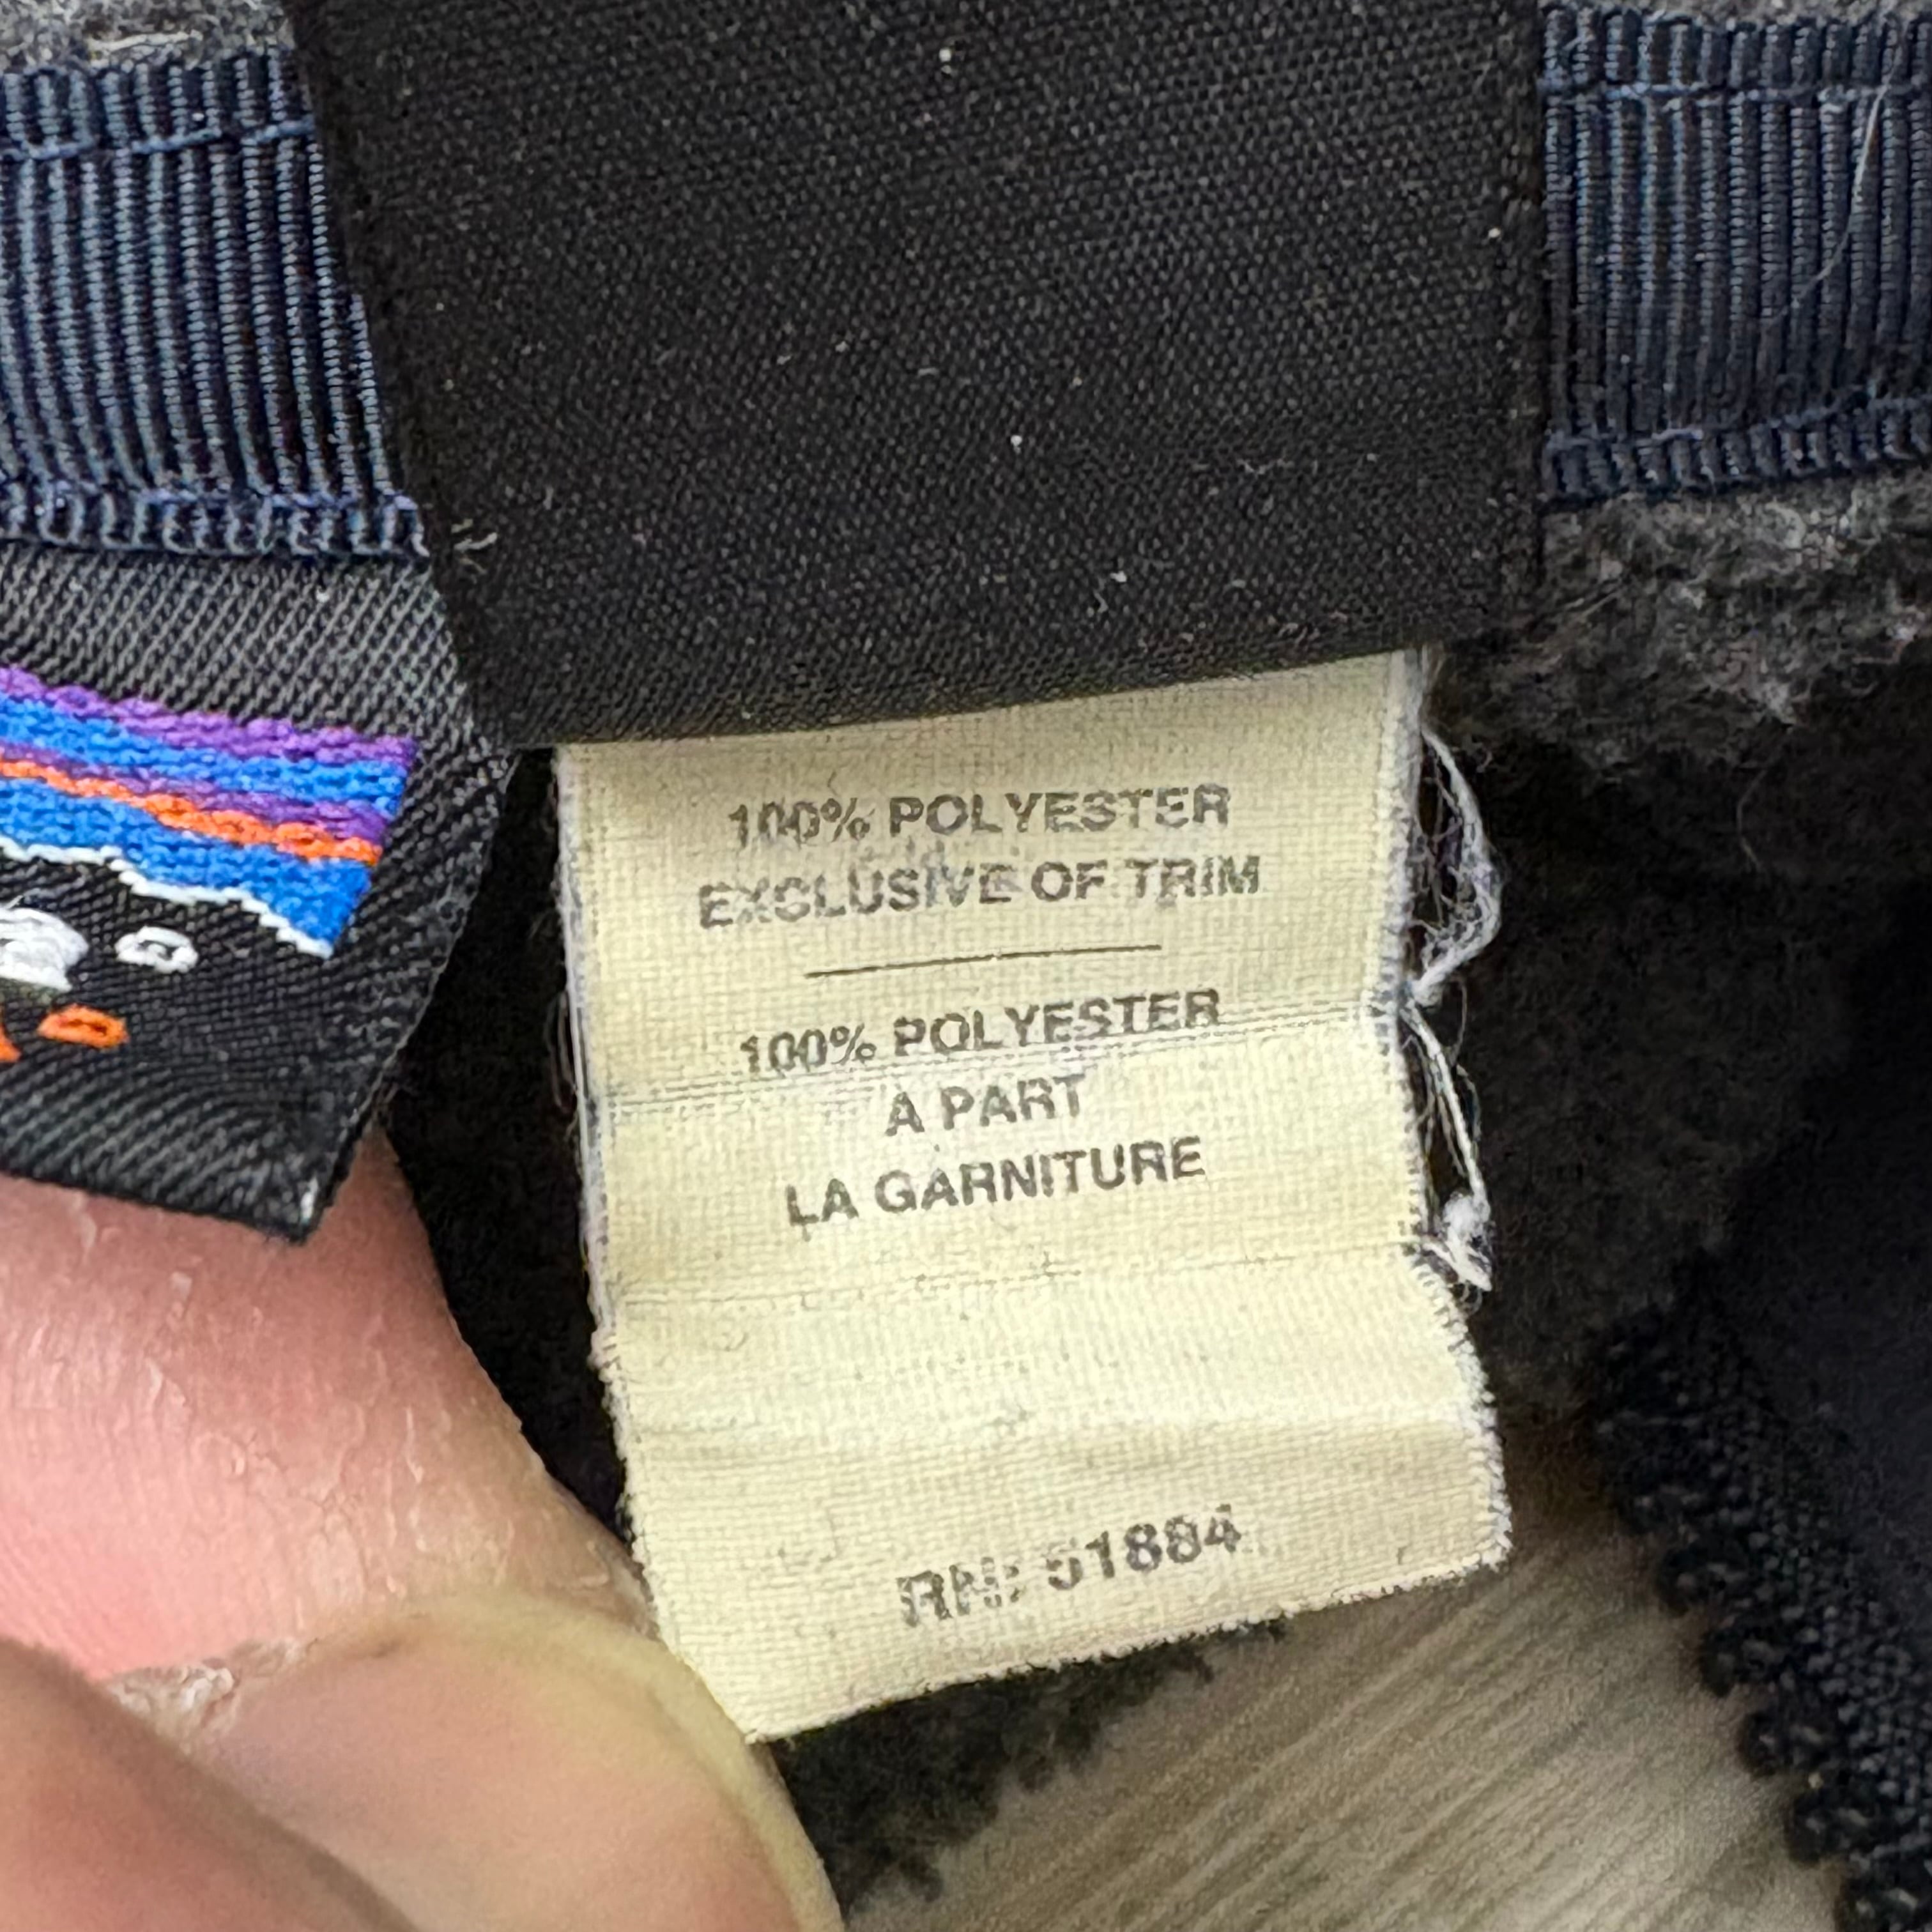 100% POLYESTER
EXCLUSIVE OF TRIM
100% POLYESTER
A PART
LA GARNITURE
RN: 51884